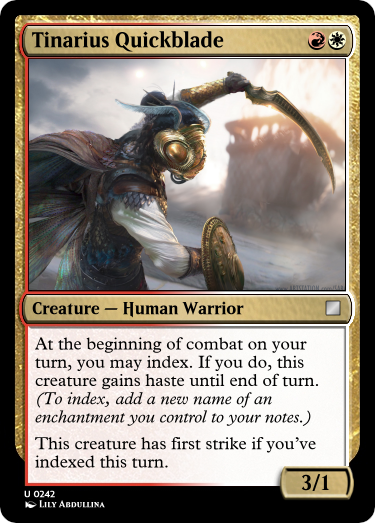 Tinarius Quickblade
Creature — Human Warrior
At the beginning of combat on your
turn, you may index. If you do, this
creature gains haste until end of turn.
(To index, add a new name of an
enchantment you control to your notes.)
This creature has first strike if you've
indexed this turn.
3/1
U 0242
Lily Abdullina